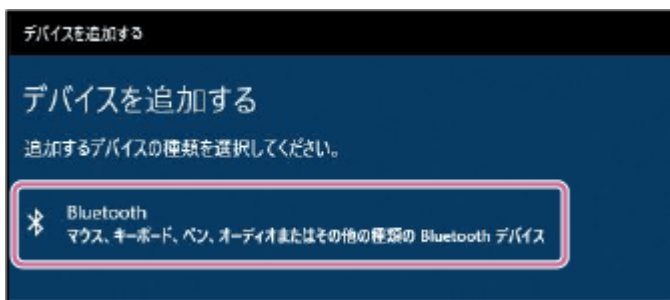 デバイスを追加する
デバイスを追加する
追加するデバイスの種類を選択してください。
Bluetooth
マウス、キーボード、ペン、オーディオまたはその他の種類の Bluetooth デバイス